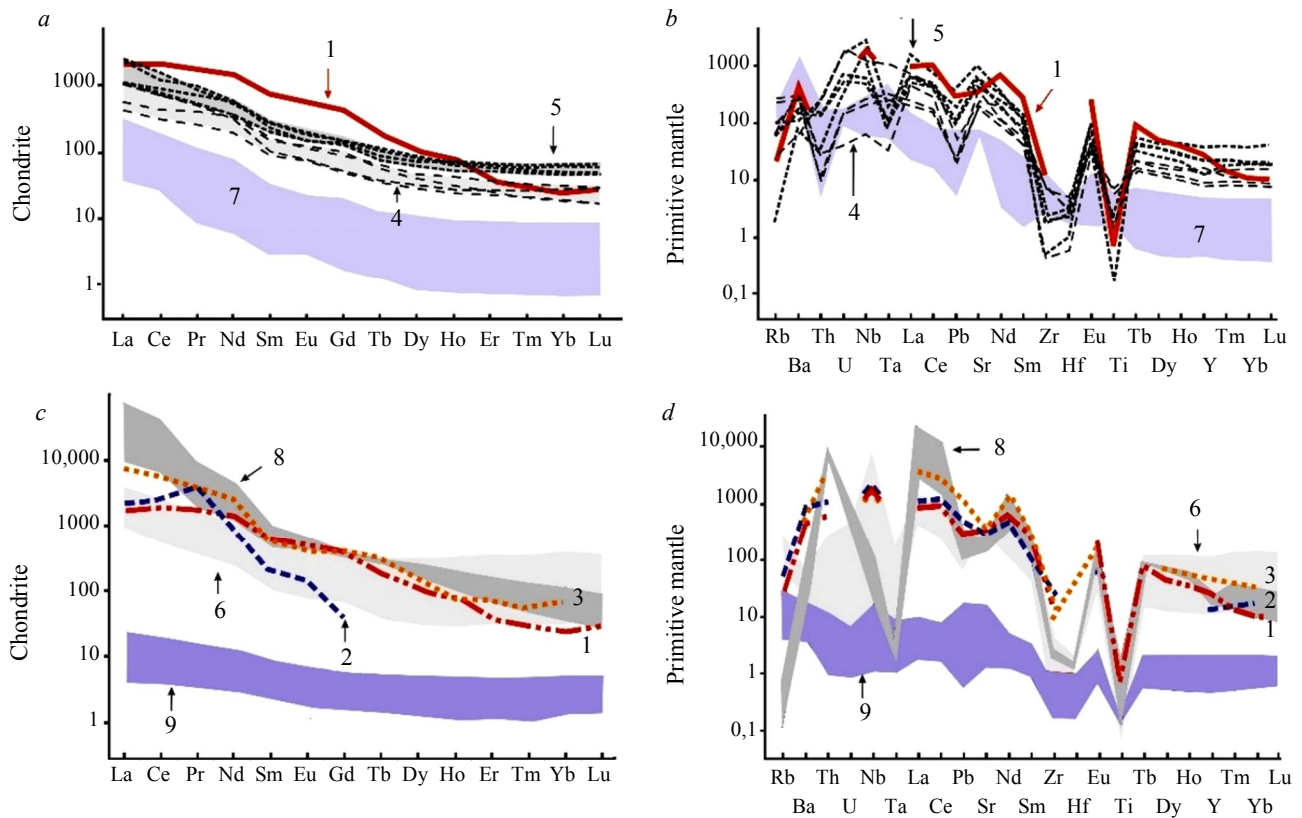 a
1
1000
5
100
10
7
4
1
Chondrite
La Ce Pr Nd Sm Eu Gd Tb Dy Ho Er Tm Yb Lu
b
5
1
1000
100
10
4
7
1
0,1
Primitive mantle
Rb Th Nb La Pb Nd Zr Eu Tb Ho Tm Lu
Ba U Ta Ce Sr Sm Hf Ti Dy Y Yb
c
10,000
8
1000
100
6
3
2
1
10
9
1
Chondrite
La Ce Pr Nd Sm Eu Gd Tb Dy Ho Er Tm Yb Lu
d
10,000
8
1000
6
100
3
2
10
1
1
9
0,1
Primitive mantle
Rb Th Nb La Pb Nd Zr Eu Tb Ho Tm Lu
Ba U Ta Ce Sr Sm Hf Ti Dy Y Yb